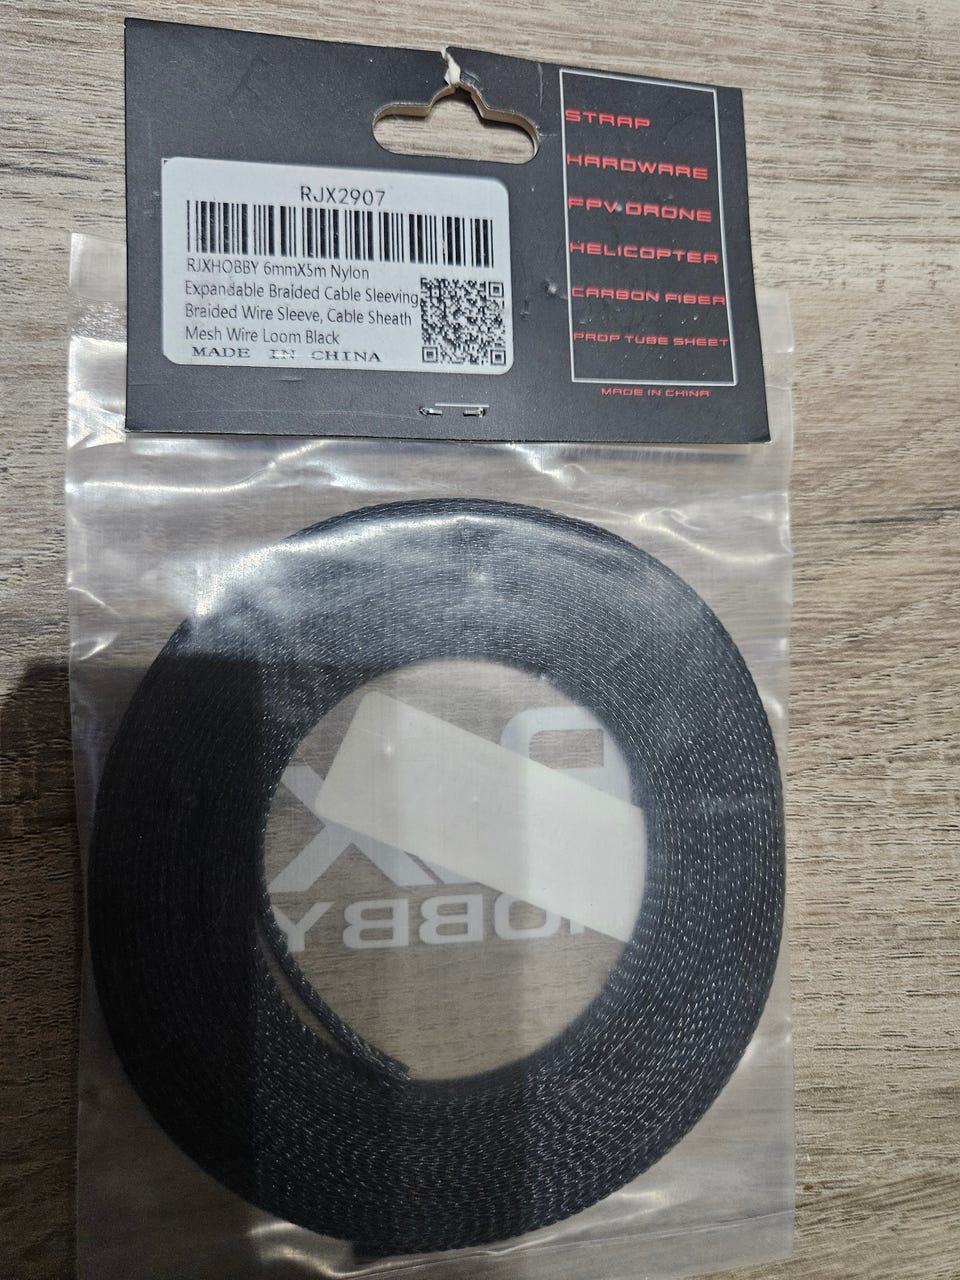 RJX2907
RJXHOBBY 6mmX5m Nylon
Expandable Braided Cable Sleeving
Braided Wire Sleeve, Cable Sheath
Mesh Wire Loom Black
MADE IN CHINA
STRAP
HARDWARE
FPV DRONE
HELICOPTER
CARBON FIBER
PROP TUBE SHEET
MADE IN CHINA
X
HOBBY